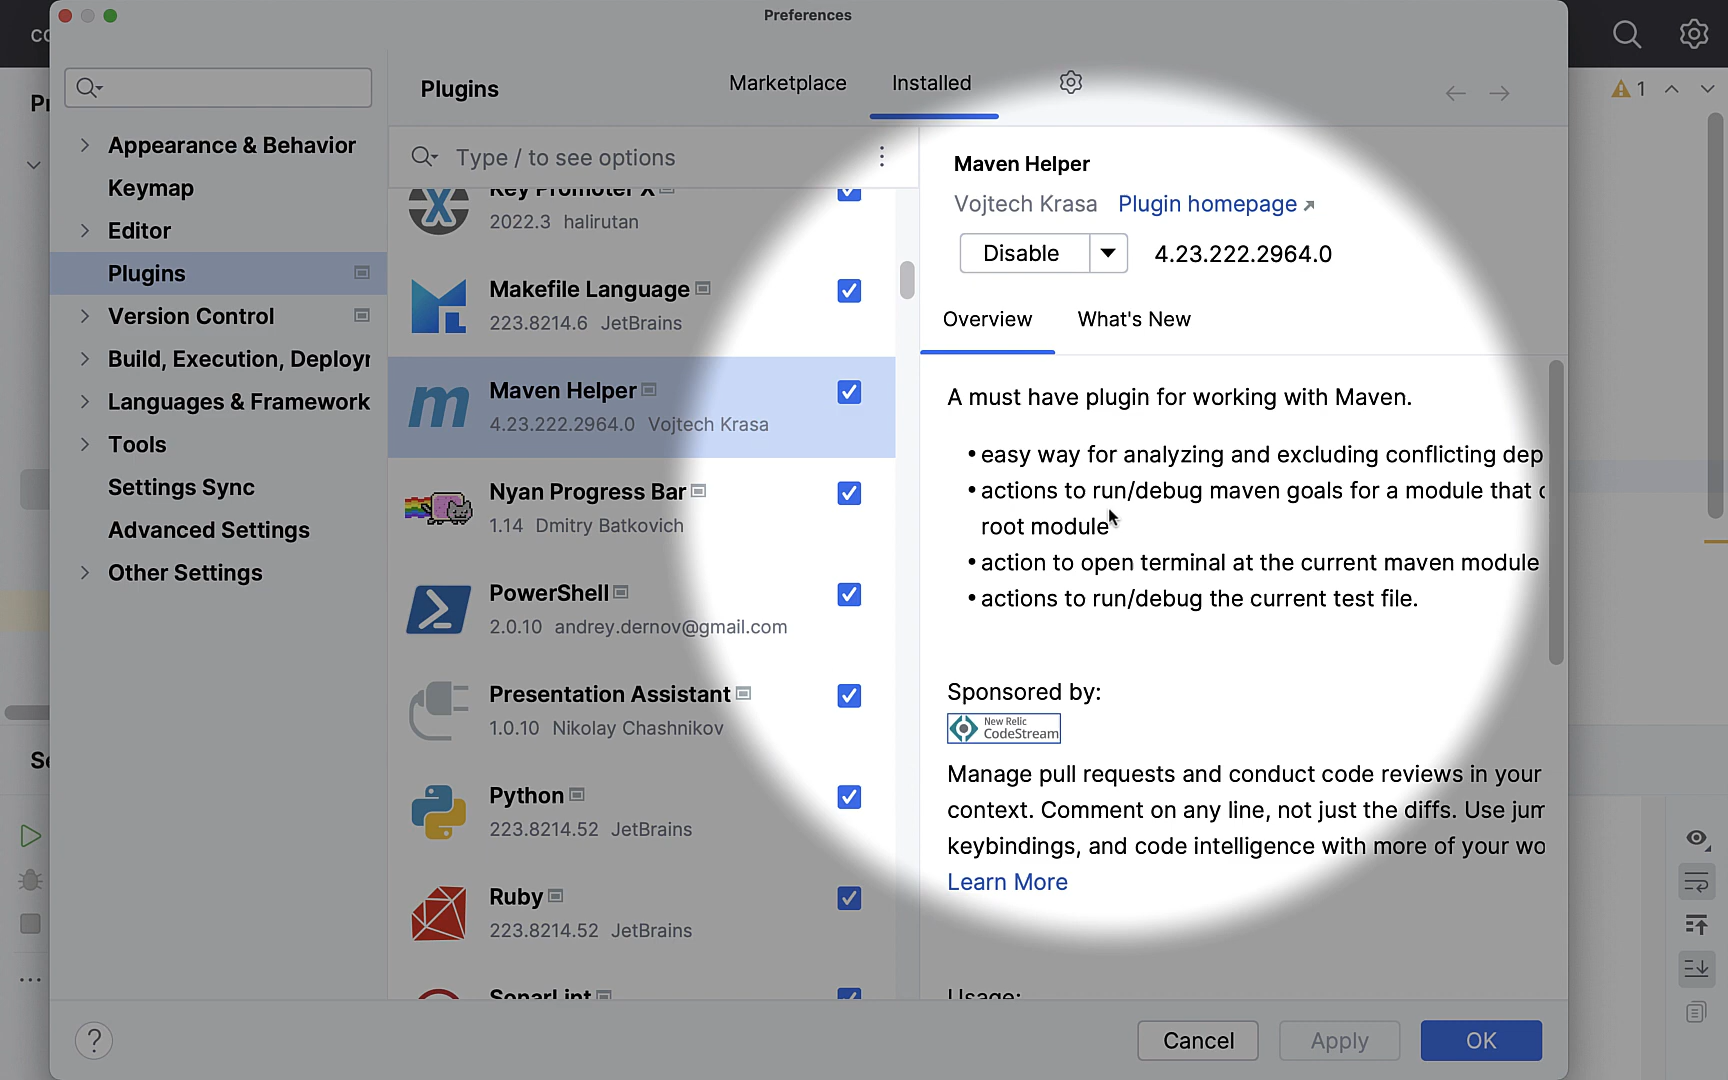 Preferences
Plugins
Marketplace
Installed
1
Appearance & Behavior
Keymap
Editor
Plugins
Version Control
Build, Execution, Deployr
Languages & Framework
Tools
Settings Sync
Advanced Settings
Other Settings
Type / to see options
Key Promoter X
2022.3 halirutan
Makefile Language
223.8214.6 JetBrains
Maven Helper
4.23.222.2964.0 Vojtech Krasa
Nyan Progress Bar
1.14 Dmitry Batkovich
PowerShell
2.0.10 andrey.dernov@gmail.com
Presentation Assistant
1.0.10 Nikolay Chashnikov
Python
223.8214.52 JetBrains
Ruby
223.8214.52 JetBrains
SonarLint
Maven Helper
Vojtech Krasa Plugin homepage
Disable
4.23.222.2964.0
Overview
What's New
A must have plugin for working with Maven.
• easy way for analyzing and excluding conflicting dep
• actions to run/debug maven goals for a module that
root module
• action to open terminal at the current maven module
• actions to run/debug the current test file.
Sponsored by:
New Relic
CodeStream
Manage pull requests and conduct code reviews in your
context. Comment on any line, not just the diffs. Use jum
keybindings, and code intelligence with more of your wo
Learn More
Usage:
?
Cancel
Apply
OK